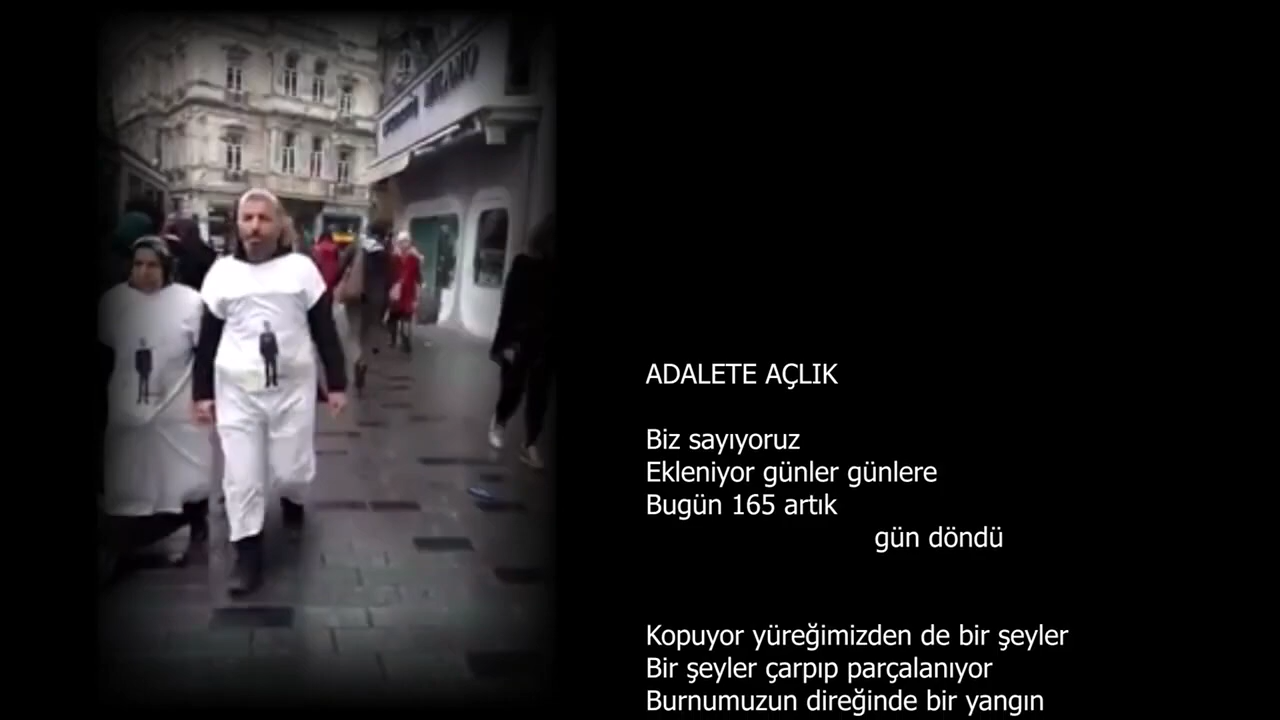 ADALETE AÇLIK
Biz sayıyoruz
Ekleniyor günler günlere
Bugün 165 artık
gün döndü
Kopuyor yüreğimizden de bir şeyler
Bir şeyler çarpıp parçalanıyor
Burnumuzun direğinde bir yangın